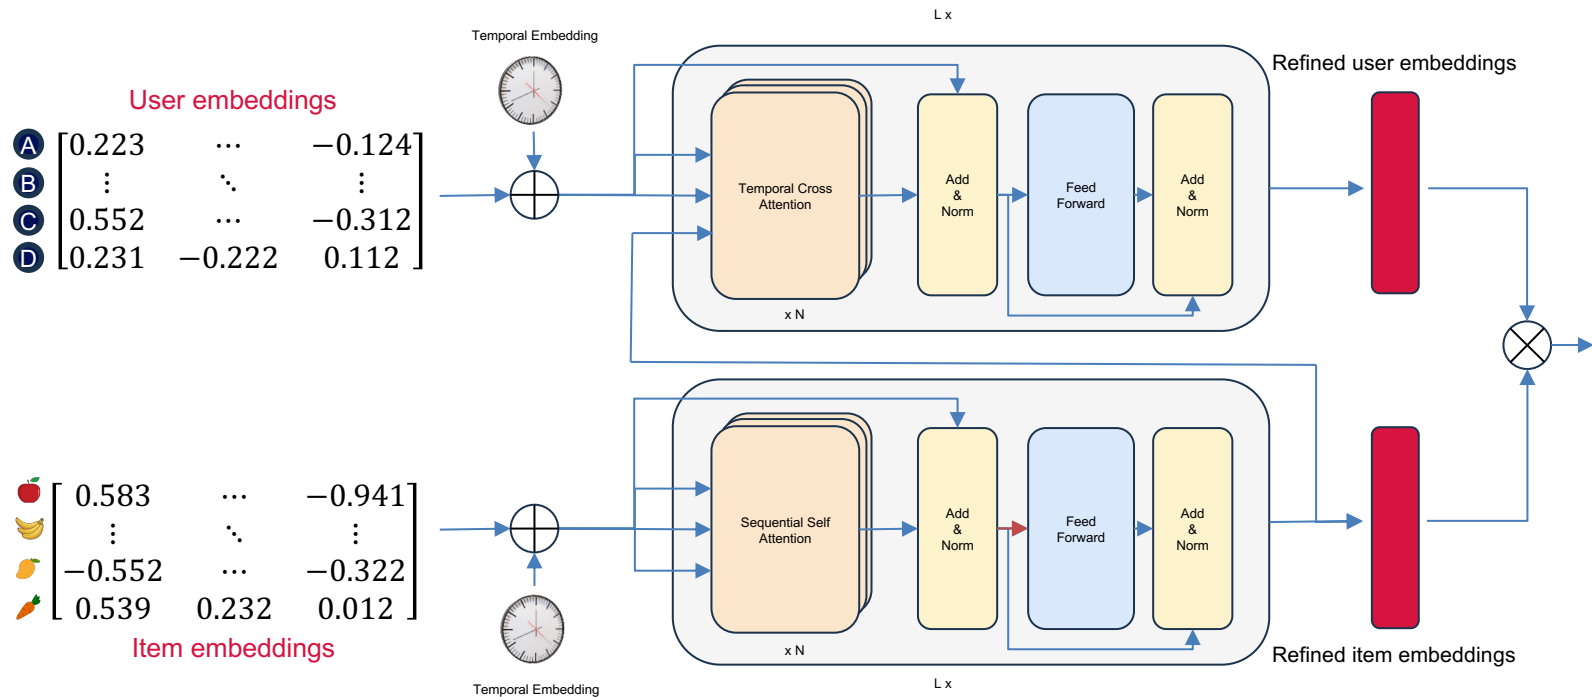 L x
Temporal Embedding
Refined user embeddings
User embeddings
A 0.223 ⋯ −0.124
B ⋮ ⋱ ⋮
C 0.552 ⋯ −0.312
D 0.231 −0.222 0.112
Temporal Cross
Attention
Add
&
Norm
Feed
Forward
Add
&
Norm
x N
0.583 ⋯ −0.941
⋮ ⋱ ⋮
−0.552 ⋯ −0.322
0.539 0.232 0.012
Item embeddings
Sequential Self
Attention
Add
&
Norm
Feed
Forward
Add
&
Norm
x N
Refined item embeddings
Temporal Embedding
L x